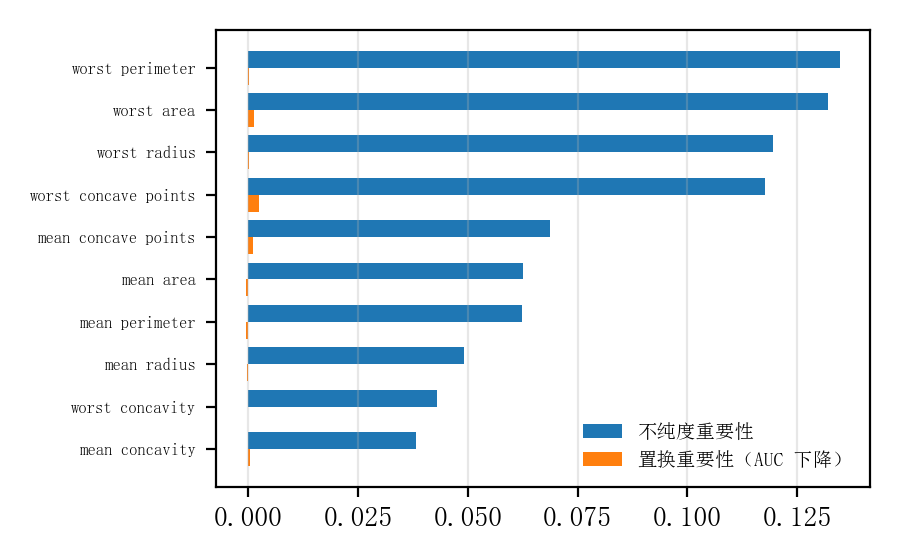 worst perimeter
worst area
worst radius
worst concave points
mean concave points
mean area
mean perimeter
mean radius
worst concavity
mean concavity
不纯度重要性
置换重要性（AUC 下降）
0.000 0.025 0.050 0.075 0.100 0.125